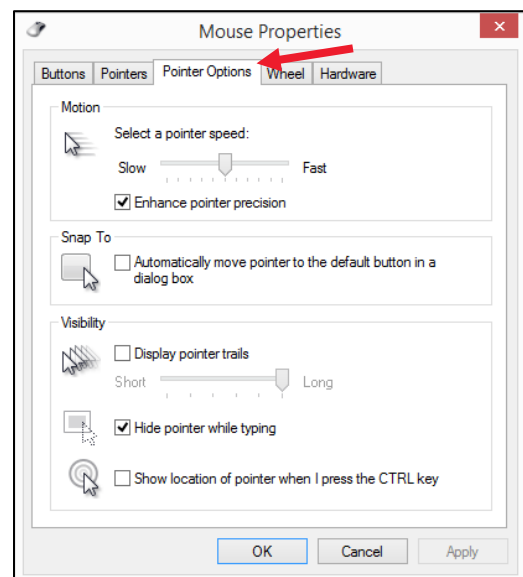 Mouse Properties
Buttons Pointers Pointer Options Wheel Hardware
Motion
Select a pointer speed:
Slow Fast
Enhance pointer precision
Snap To
Automatically move pointer to the default button in a
dialog box
Visibility
Display pointer trails
Short Long
Hide pointer while typing
Show location of pointer when I press the CTRL key
OK Cancel Apply